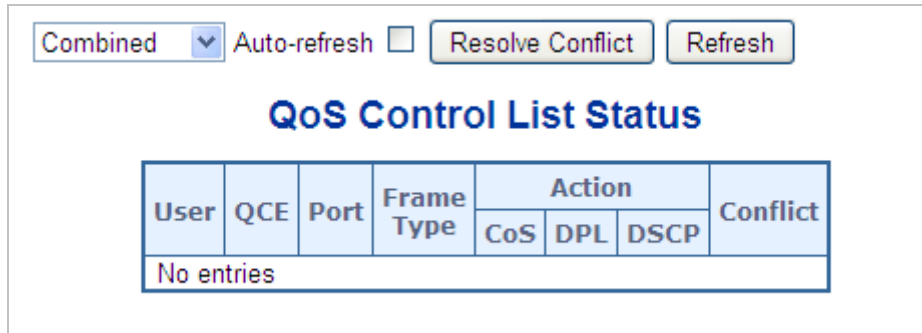 Combined Auto-refresh Resolve Conflict Refresh
QoS Control List Status
User QCE Port Frame Type Action Conflict
CoS DPL DSCP
No entries